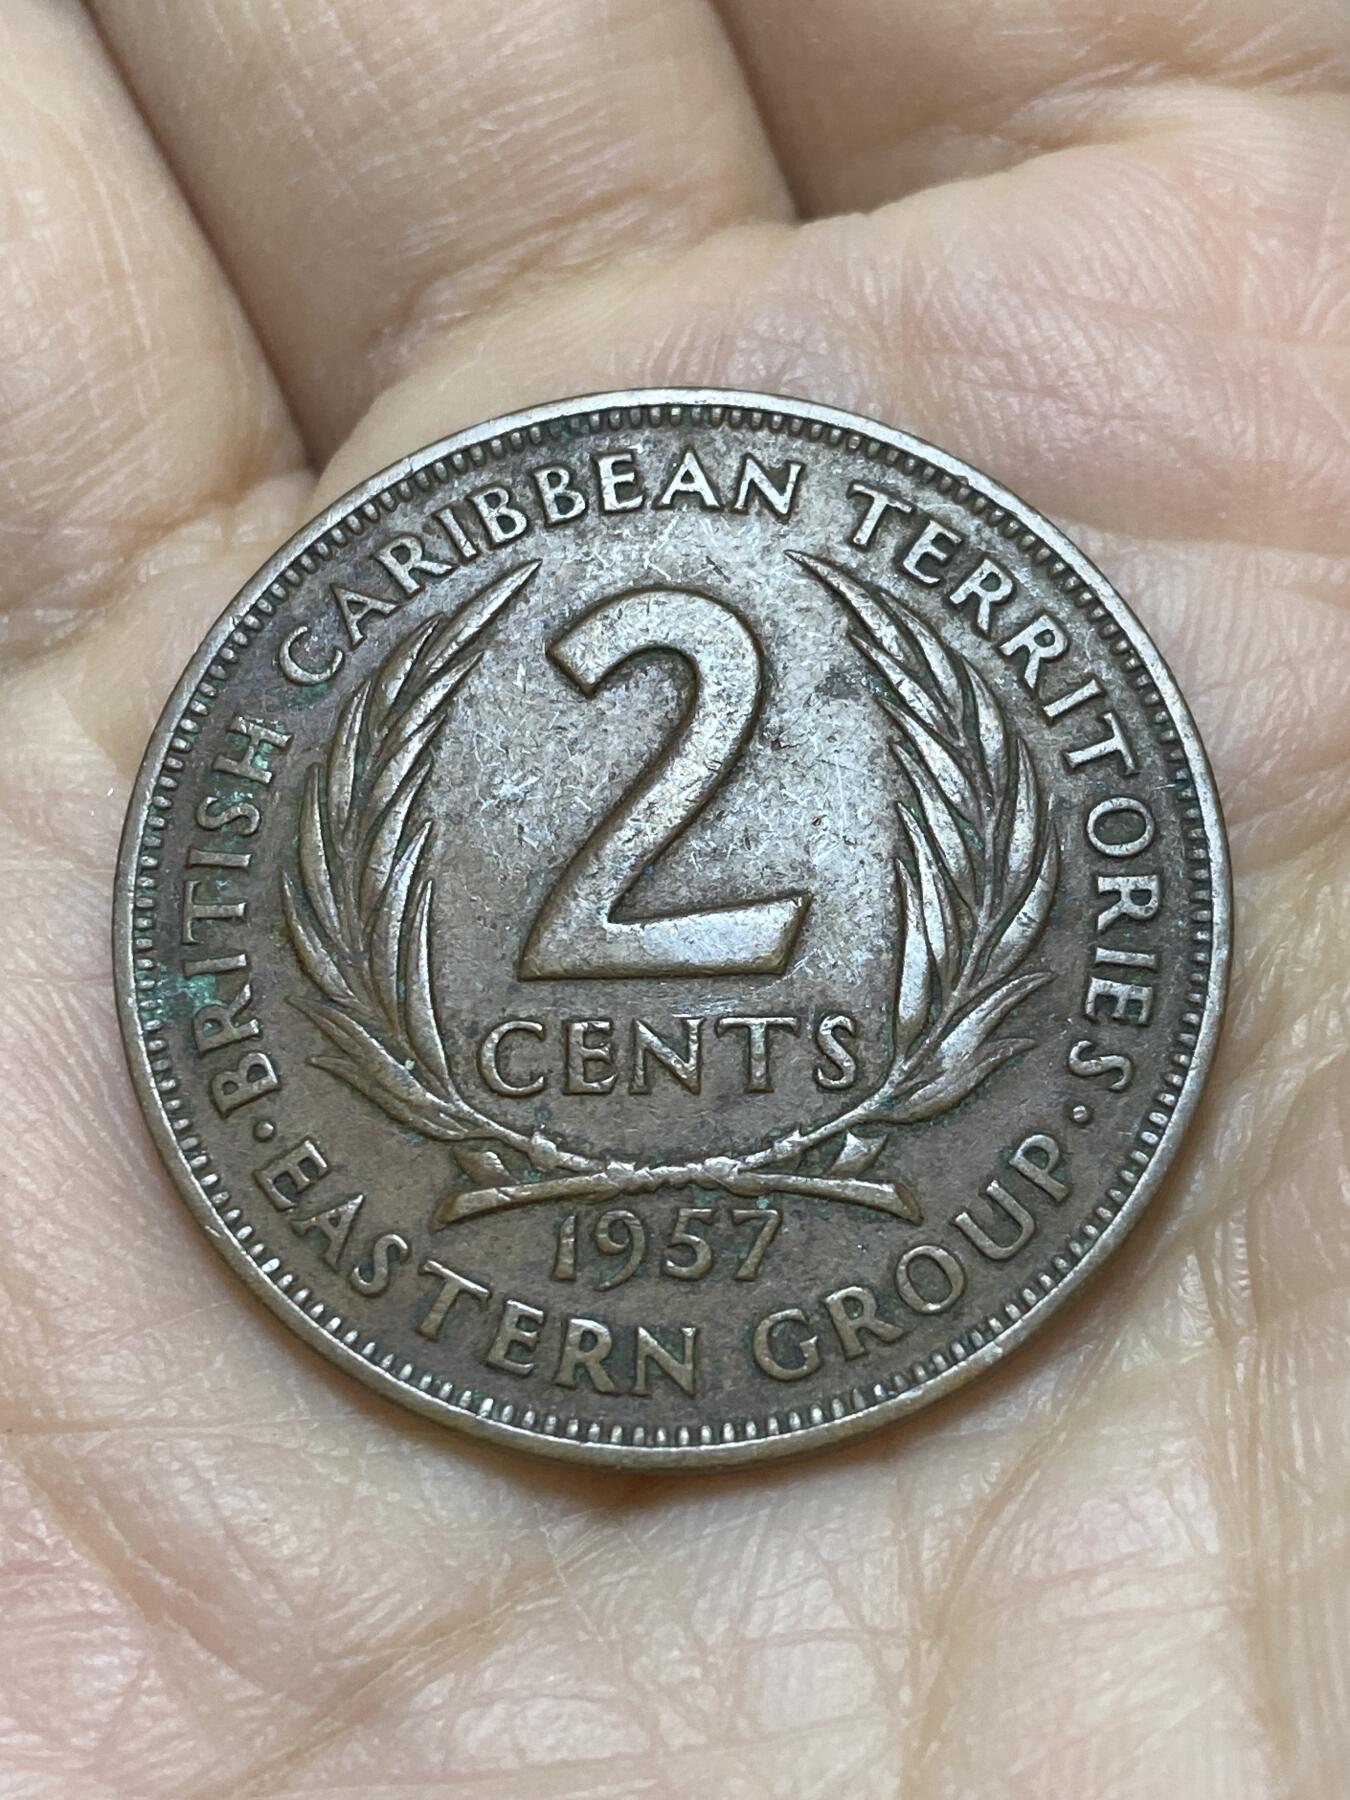 BRITISH CARIBBEAN TERRITORIES
2
CENTS
1957
· EASTERN GROUP ·